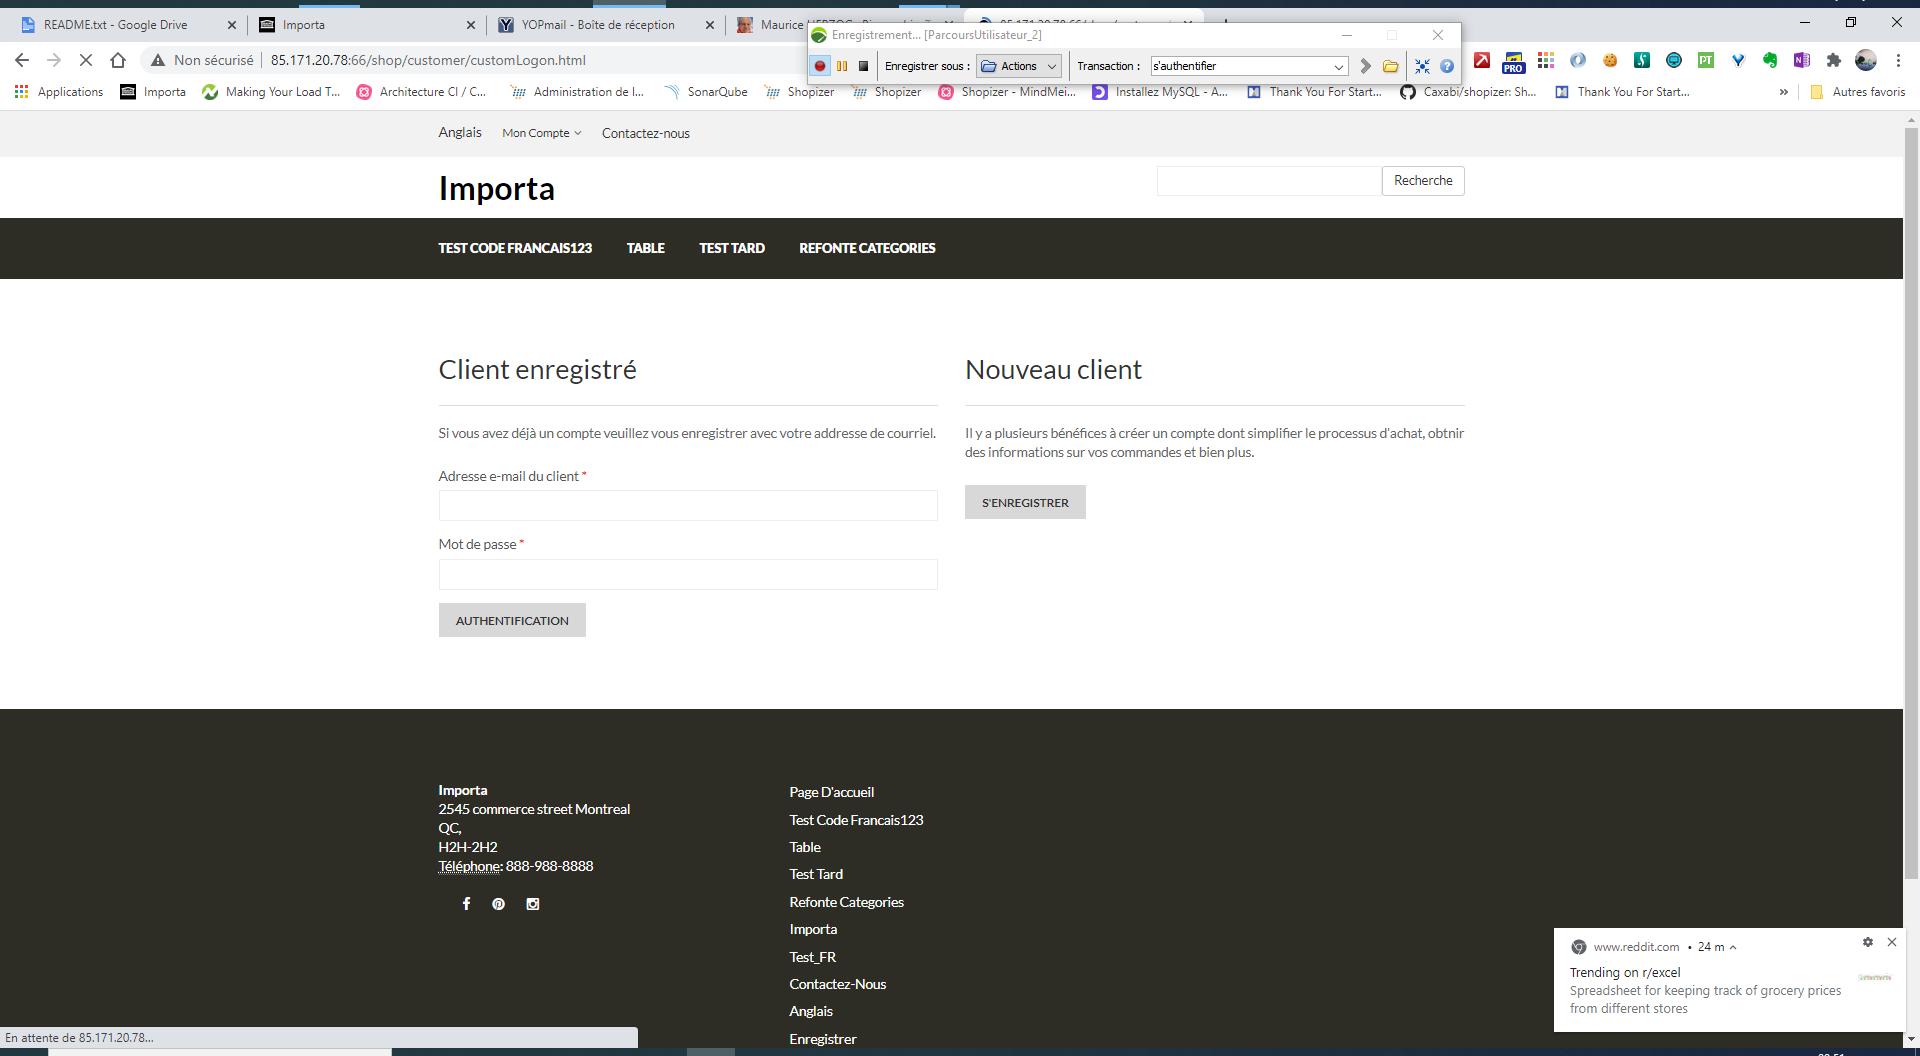 README.txt - Google Drive
Importa
YOPmail - Boîte de réception
Enregistrement... [ParcoursUtilisateur_2]
Non sécurisé
85.171.20.78:66/shop/customer/customLogon.html
Enregistrer sous :
Actions
Transaction :
s'authentifier
Applications
Importa
Making Your Load T...
Architecture CI / C...
Administration de l...
SonarQube
Shopizer
Shopizer
Shopizer - MindMei...
Installez MySQL - A...
Thank You For Start...
Caxabi/shopizer: Sh...
Thank You For Start...
»
Autres favoris
Anglais
Mon Compte
Contactez-nous
Importa
Recherche
TEST CODE FRANCAIS123
TABLE
TEST TARD
REFONTE CATEGORIES
Client enregistré
Si vous avez déjà un compte veuillez vous enregistrer avec votre addresse de courriel.
Adresse e-mail du client *
Mot de passe *
AUTHENTIFICATION
Nouveau client
Il y a plusieurs bénéfices à créer un compte dont simplifier le processus d'achat, obtnir
des informations sur vos commandes et bien plus.
S'ENREGISTRER
Importa
2545 commerce street Montreal
QC,
H2H-2H2
Téléphone: 888-988-8888
Page D'accueil
Test Code Francais123
Table
Test Tard
Refonte Categories
Importa
Test_FR
Contactez-Nous
Anglais
Enregistrer
www.reddit.com • 24 m
Trending on r/excel
Spreadsheet for keeping track of grocery prices
from different stores
En attente de 85.171.20.78...